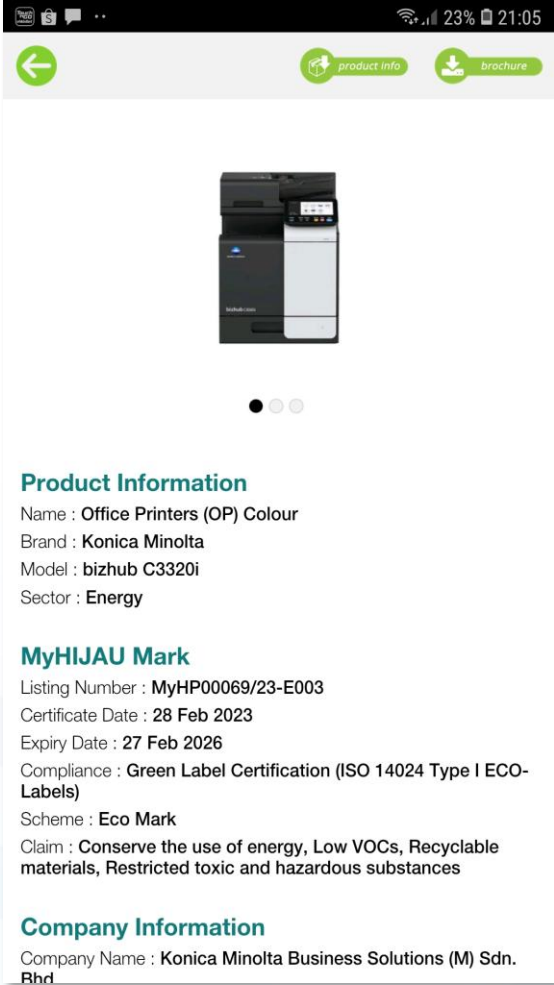 23% 21:05
product info
brochure
bizhub
Product Information
Name : Office Printers (OP) Colour
Brand : Konica Minolta
Model : bizhub C3320i
Sector : Energy
MyHIJAU Mark
Listing Number : MyHP00069/23-E003
Certificate Date : 28 Feb 2023
Expiry Date : 27 Feb 2026
Compliance : Green Label Certification (ISO 14024 Type I ECO-
Labels)
Scheme : Eco Mark
Claim : Conserve the use of energy, Low VOCs, Recyclable
materials, Restricted toxic and hazardous substances
Company Information
Company Name : Konica Minolta Business Solutions (M) Sdn.
Bhd